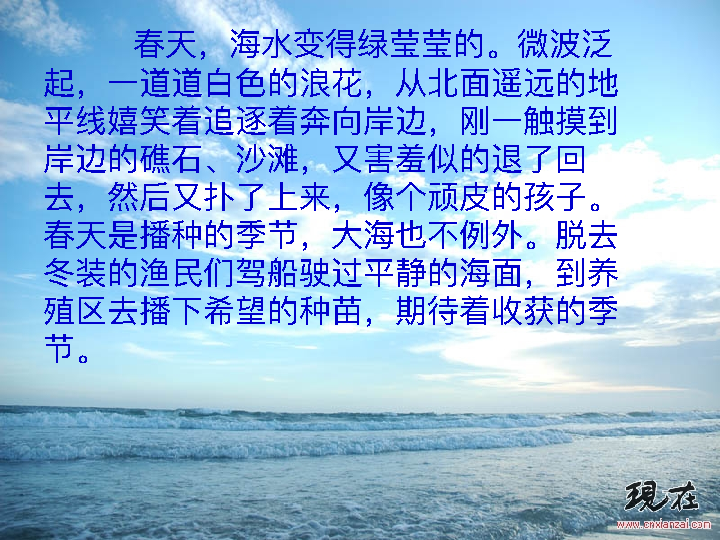 春天，海水变得绿莹莹的。微波泛
起，一道道白色的浪花，从北面遥远的地
平线嬉笑着追逐着奔向岸边，刚一触摸到
岸边的礁石、沙滩，又害羞似的退了回
去，然后又扑了上来，像个顽皮的孩子。
春天是播种的季节，大海也不例外。脱去
冬装的渔民们驾船驶过平静的海面，到养
殖区去播下希望的种苗，期待着收获的季
节。
現在
www.cnxianzai.com